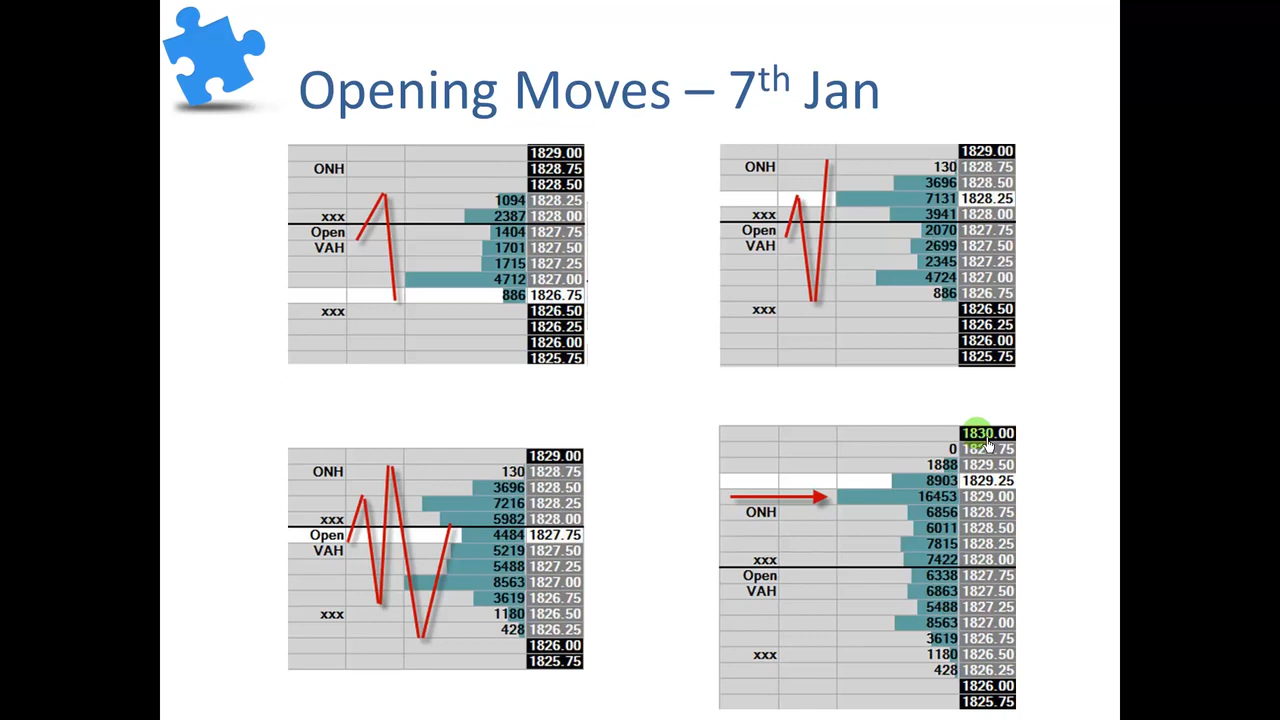 Opening Moves – 7th Jan
1829.00
ONH 1828.75
1828.50
1094 1828.25
xxx 2387 1828.00
Open 1404 1827.75
VAH 1701 1827.50
1715 1827.25
4712 1827.00
886 1826.75
xxx 1826.50
1826.25
1826.00
1825.75
1829.00
ONH 130 1828.75
3696 1828.50
7131 1828.25
xxx 3941 1828.00
Open 2070 1827.75
VAH 2699 1827.50
2345 1827.25
4724 1827.00
886 1826.75
xxx 1826.50
1826.25
1826.00
1825.75
1829.00
ONH 130 1828.75
3696 1828.50
7216 1828.25
xxx 5982 1828.00
Open 4484 1827.75
VAH 5219 1827.50
5488 1827.25
8563 1827.00
3619 1826.75
xxx 1180 1826.50
428 1826.25
1826.00
1825.75
1830.00
0 1829.75
1888 1829.50
8903 1829.25
16453 1829.00
ONH 6856 1828.75
6011 1828.50
7815 1828.25
xxx 7422 1828.00
Open 6338 1827.75
VAH 6863 1827.50
5488 1827.25
8563 1827.00
3619 1826.75
xxx 1180 1826.50
428 1826.25
1826.00
1825.75